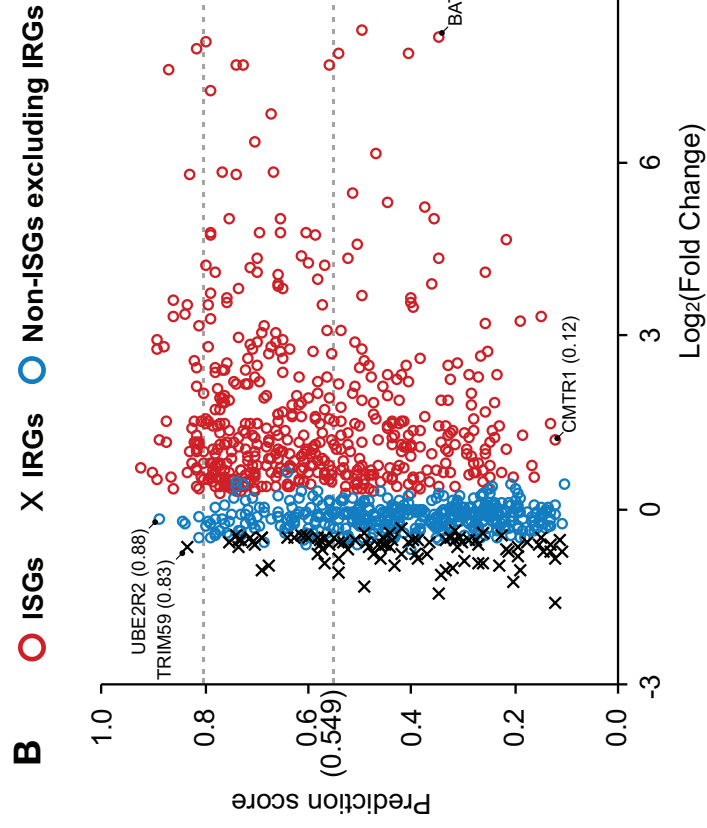 B
O ISGs X IRGs O Non-ISGs excluding IRGs
UBE2R2 (0.88)
TRIM59 (0.83)
CMTR1 (0.12)
Prediction score
1.0
0.8
0.6
(0.549)
0.4
0.2
0.0
-3
0
3
6
Log2(Fold Change)